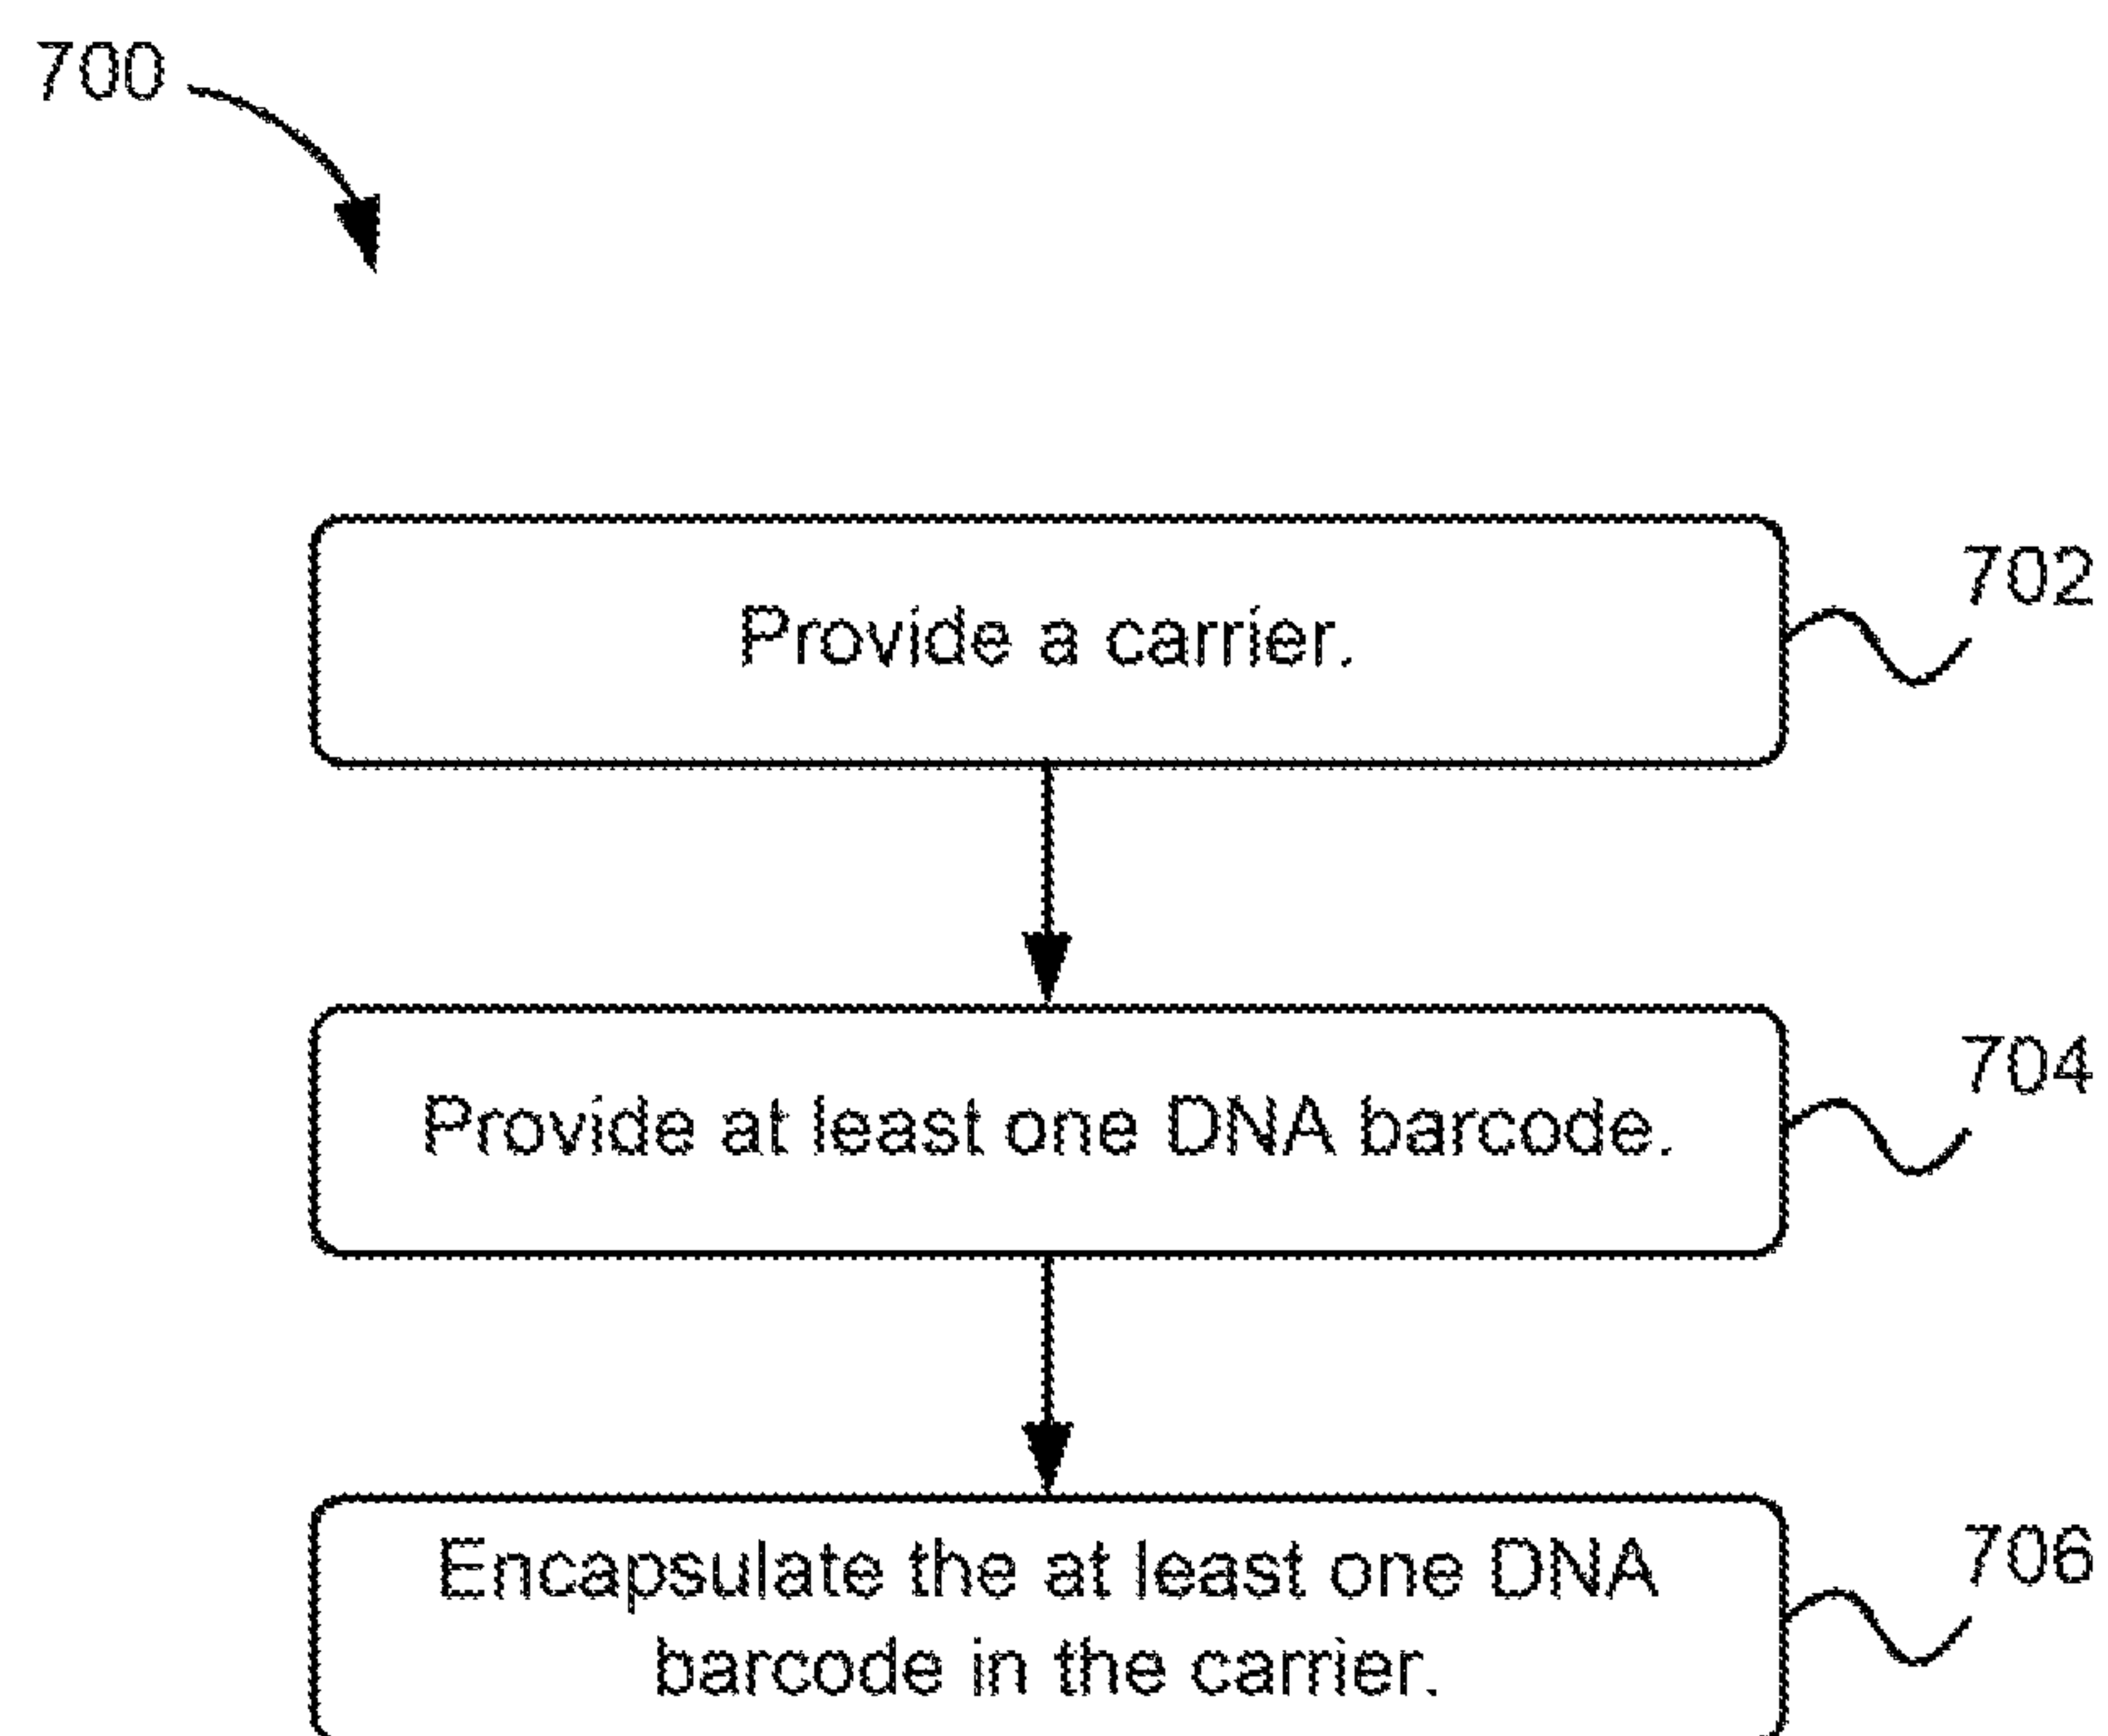 700
702
Provide a carrier.
704
Provide at least one DNA barcode.
706
Encapsulate the at least one DNA
barcode in the carrier.